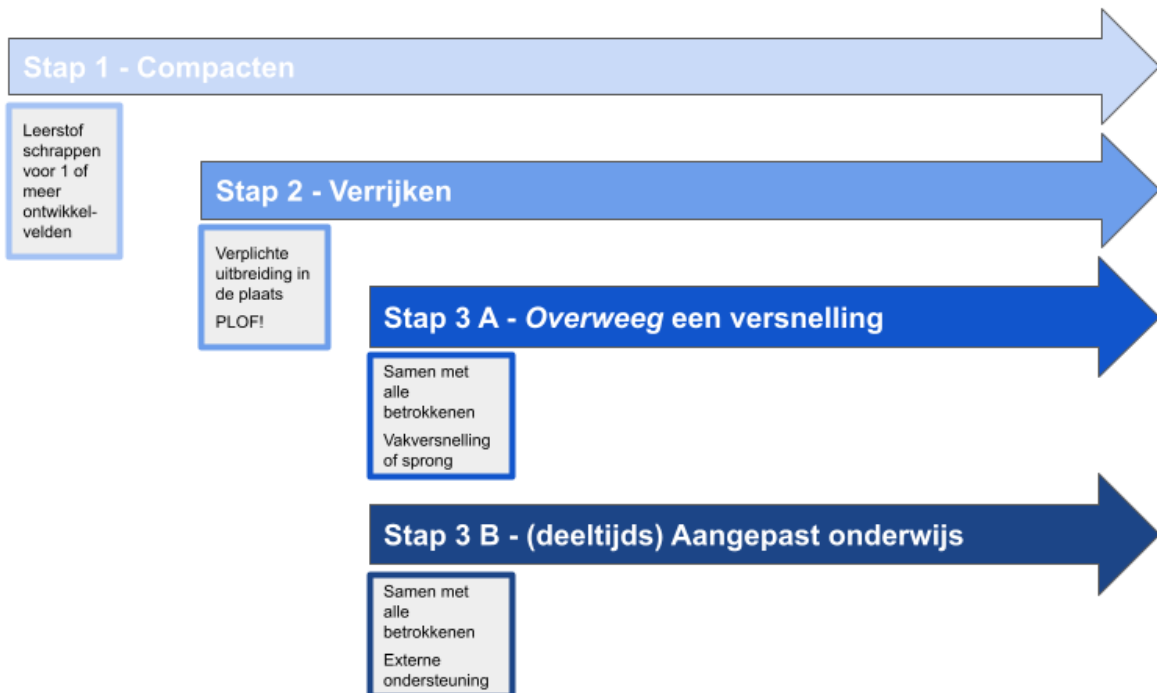 Stap 1 - Compacten
Leerstof
schrappen
voor 1 of
meer
ontwikkel-
velden
Stap 2 - Verrijken
Verplichte
uitbreiding in
de plaats
PLOF!
Stap 3 A - Overweeg een versnelling
Samen met
alle
betrokkenen
Vakversnelling
of sprong
Stap 3 B - (deeltijds) Aangepast onderwijs
Samen met
alle
betrokkenen
Externe
ondersteuning